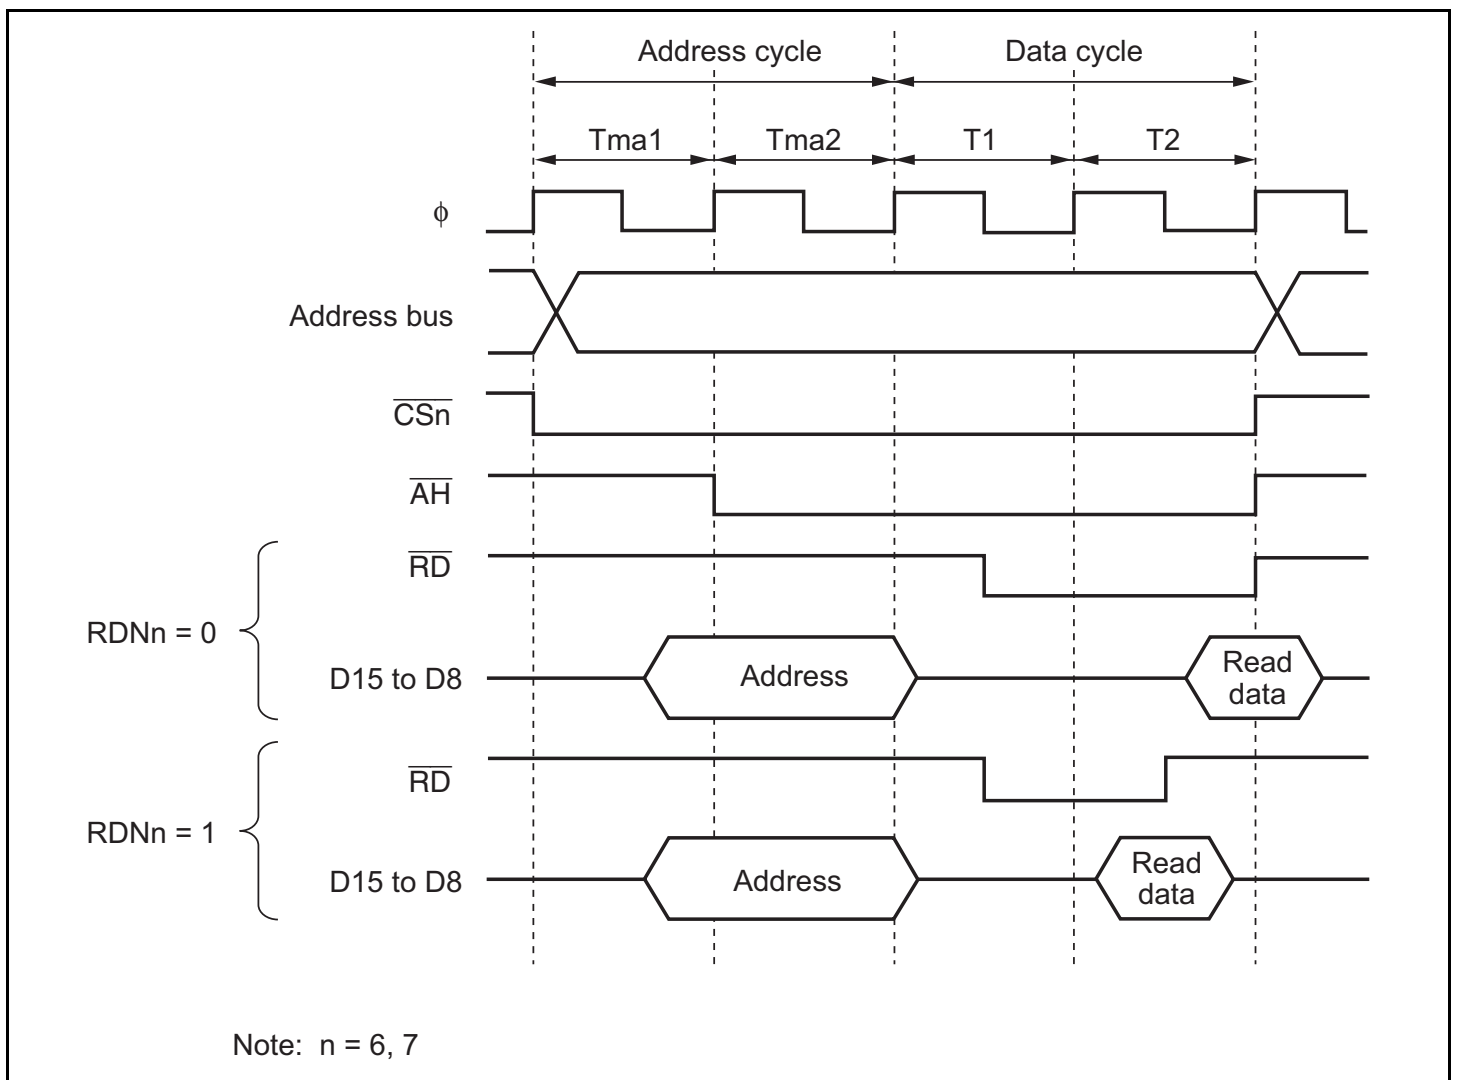 Address cycle Data cycle
Tma1 Tma2 T1 T2
ϕ
Address bus
CSn
AH
RD
RDNn = 0
D15 to D8 Address Read data
RD
RDNn = 1
D15 to D8 Address Read data
Note: n = 6, 7